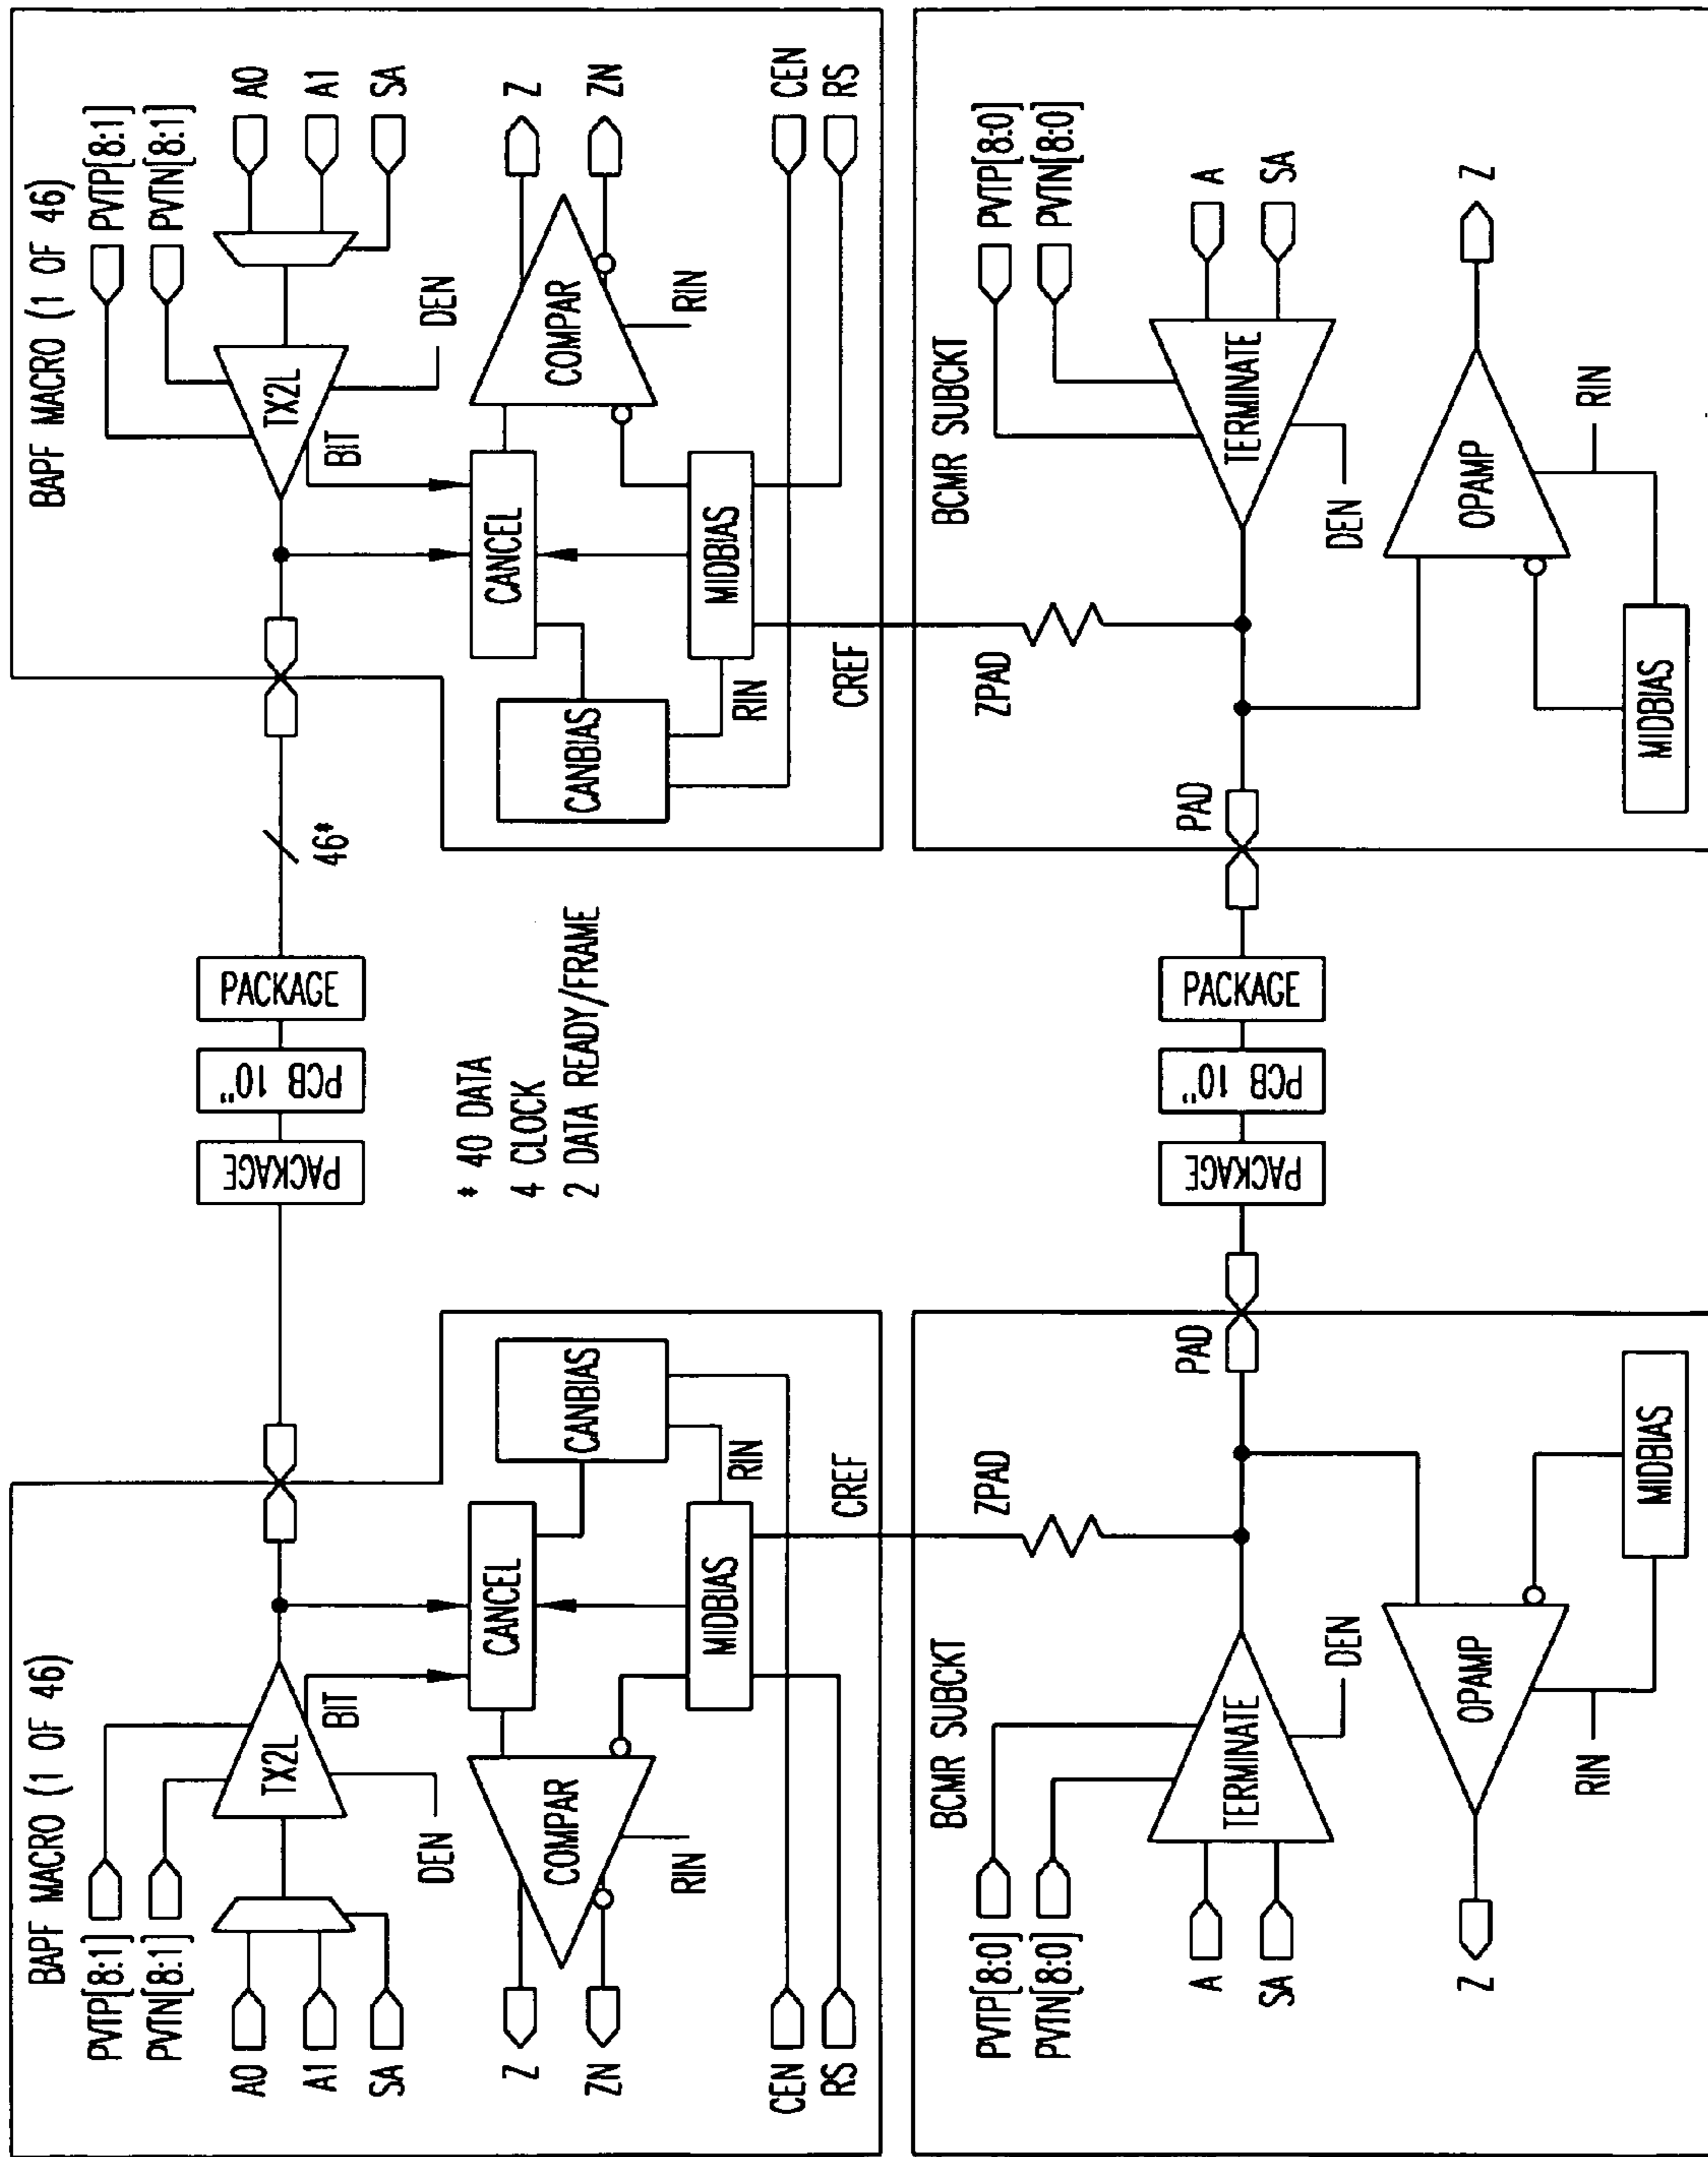 BAPF MACRO (1 OF 46)
PVTP[8:1]
PVTN[8:1]
A0
A1
SA
TX2L
BIT
DEN
CANCEL
CANBIAS
COMPAR
Z
ZN
RIN
MIDBIAS
RIN
CEN
RS
CREF
PACKAGE
PCB 10"
PACKAGE
46*
* 40 DATA
4 CLOCK
2 DATA READY/FRAME
BAPF MACRO (1 OF 46)
PVTP[8:1]
PVTN[8:1]
A0
A1
SA
TX2L
BIT
DEN
CANCEL
CANBIAS
COMPAR
Z
ZN
RIN
MIDBIAS
RIN
CEN
RS
CREF
BCMR SUBCKT
ZPAD
PVTP[8:0]
PVTN[8:0]
A
SA
TERMINATE
DEN
PAD
Z
OPAMP
RIN
MIDBIAS
PACKAGE
PCB 10"
PACKAGE
BCMR SUBCKT
ZPAD
PVTP[8:0]
PVTN[8:0]
A
SA
TERMINATE
DEN
PAD
Z
OPAMP
RIN
MIDBIAS